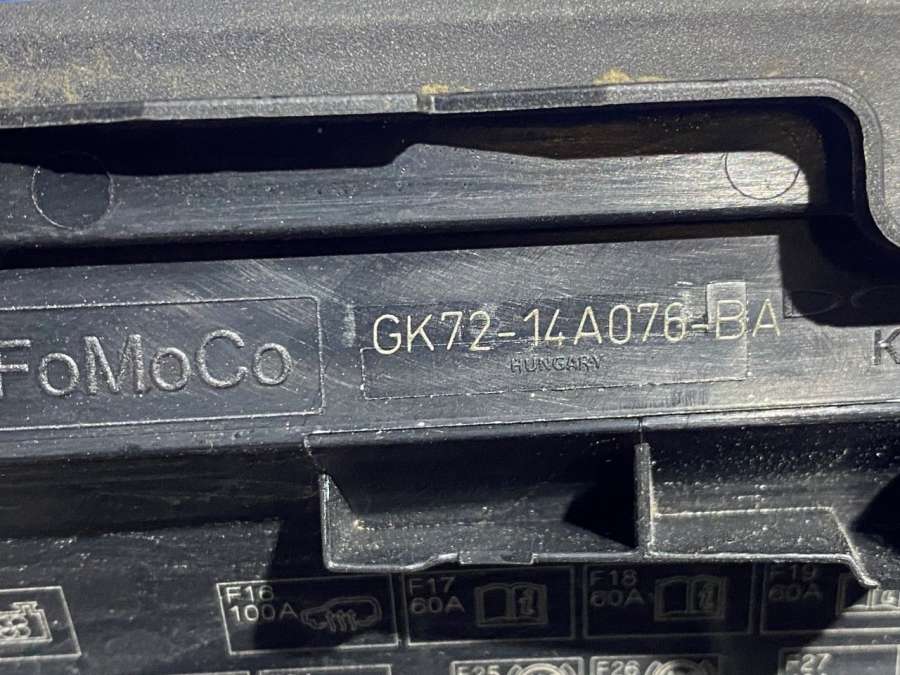 FoMoCo
GK72-14A076-BA
HUNGARY
K
F16
100A
F17
60A
F18
60A
F19
60A
F25
F26
F27